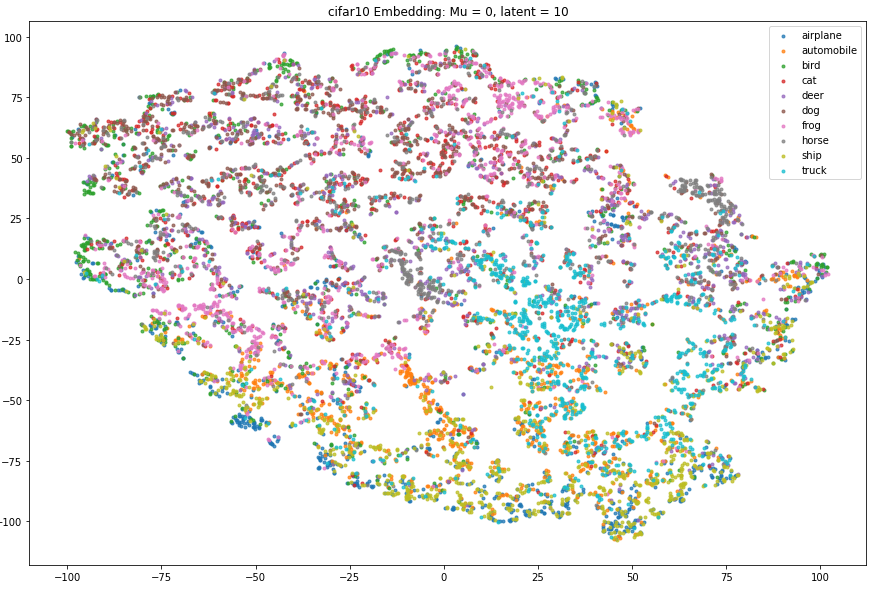 cifar10 Embedding: Mu = 0, latent = 10
airplane
automobile
bird
cat
deer
dog
frog
horse
ship
truck
100
75
50
25
0
−25
−50
−75
−100
−100 −75 −50 −25 0 25 50 75 100